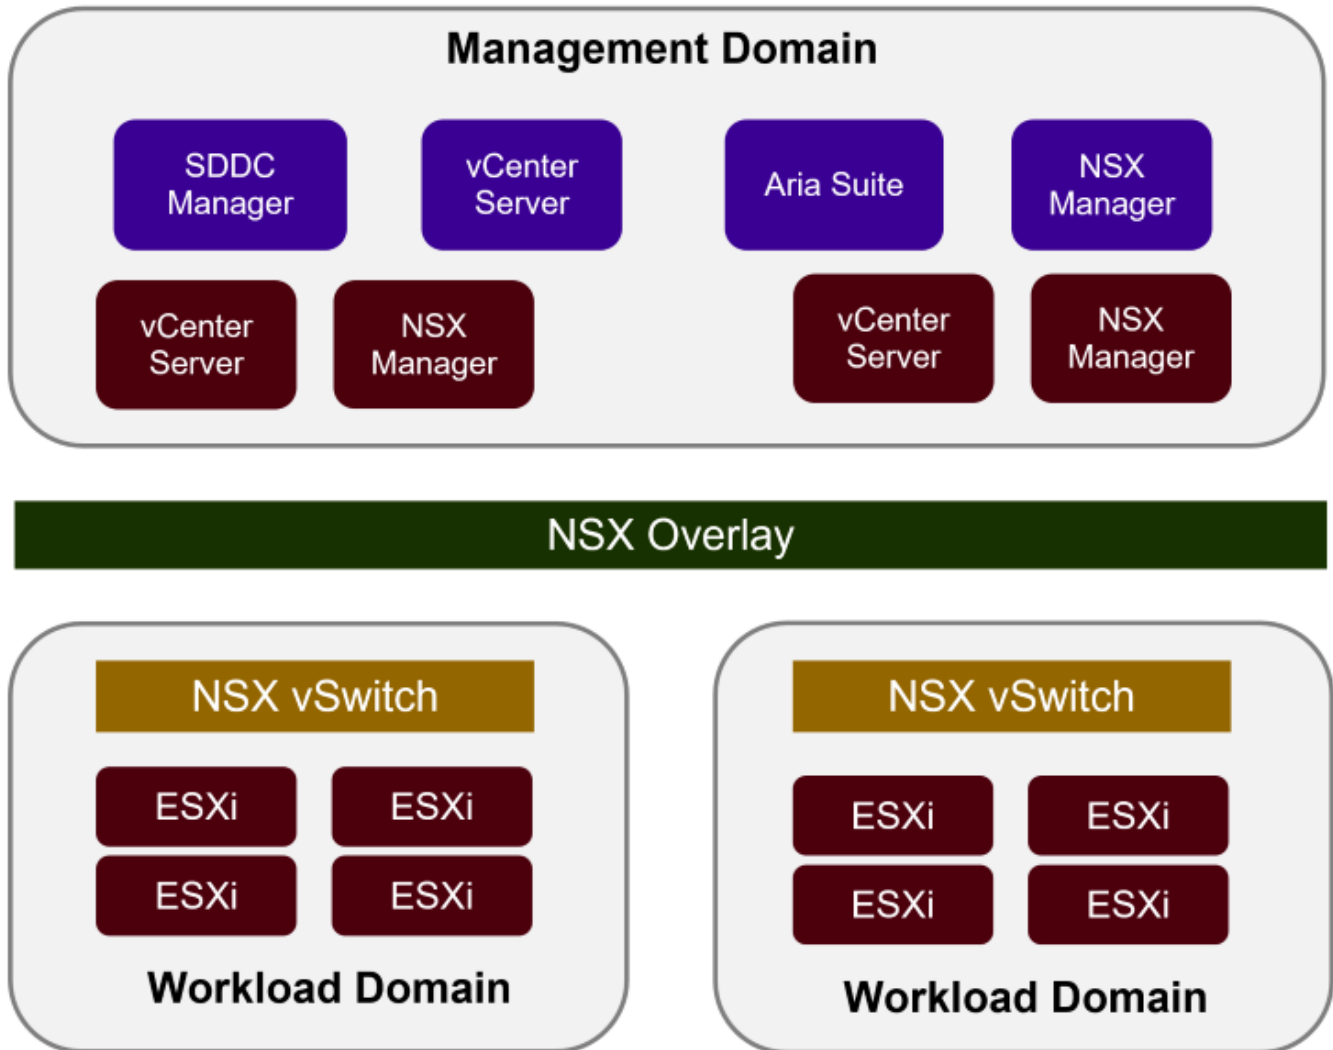 Management Domain
SDDC
Manager
vCenter
Server
Aria Suite
NSX
Manager
vCenter
Server
NSX
Manager
vCenter
Server
NSX
Manager
NSX Overlay
NSX vSwitch
ESXi
ESXi
ESXi
ESXi
Workload Domain
NSX vSwitch
ESXi
ESXi
ESXi
ESXi
Workload Domain